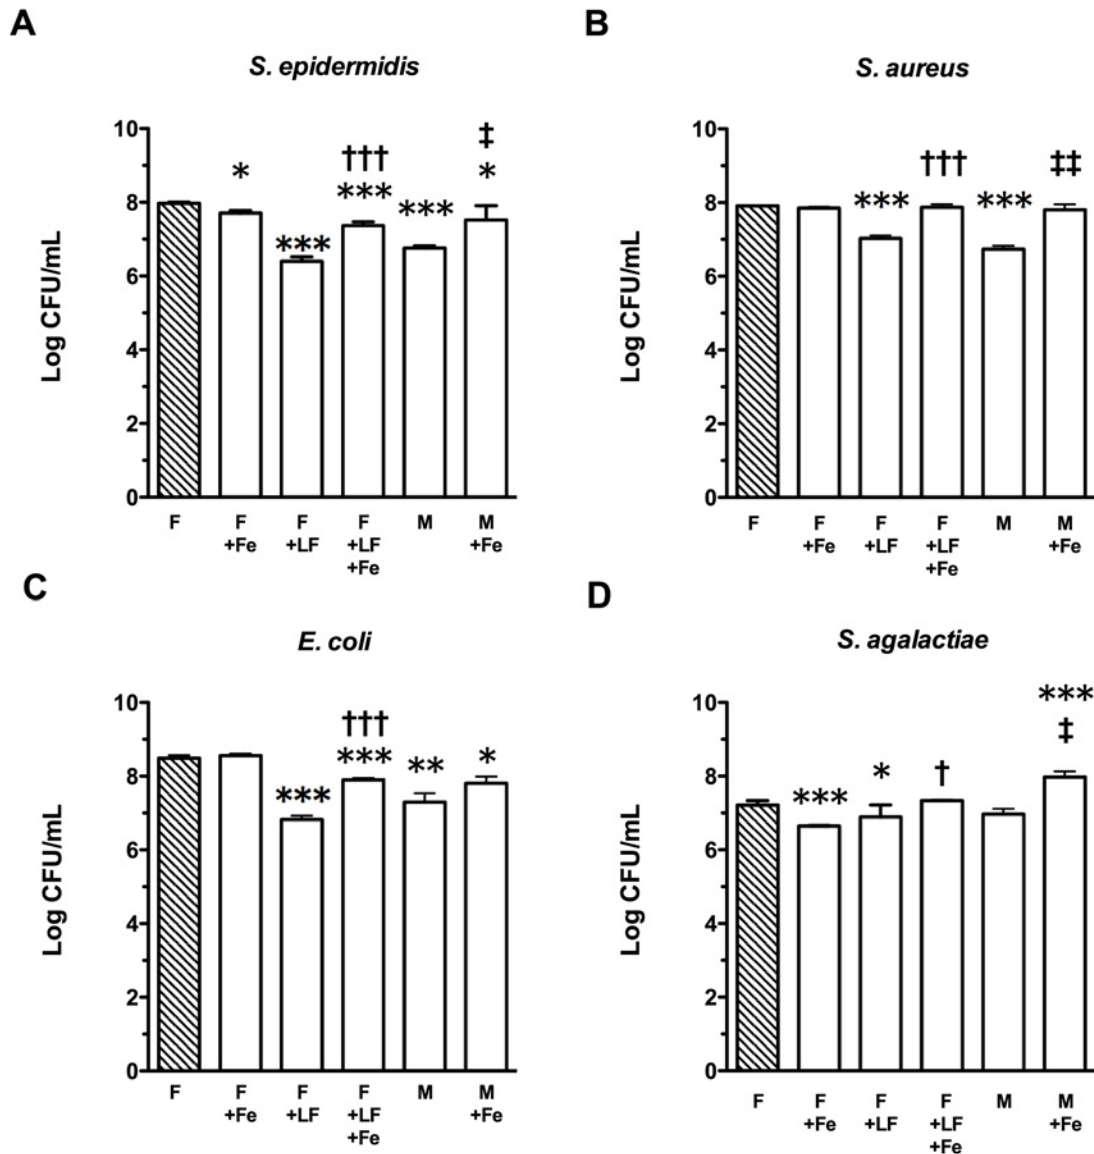 A
S. epidermidis
10
8
6
4
2
0
Log CFU/mL
*
***
†††
***
***
‡
*
F
F
+Fe
F
+LF
F
+LF
+Fe
M
M
+Fe
B
S. aureus
10
8
6
4
2
0
Log CFU/mL
***
†††
***
‡‡
F
F
+Fe
F
+LF
F
+LF
+Fe
M
M
+Fe
C
E. coli
10
8
6
4
2
0
Log CFU/mL
***
†††
***
**
*
F
F
+Fe
F
+LF
F
+LF
+Fe
M
M
+Fe
D
S. agalactiae
10
8
6
4
2
0
Log CFU/mL
***
*
†
***
‡
F
F
+Fe
F
+LF
F
+LF
+Fe
M
M
+Fe